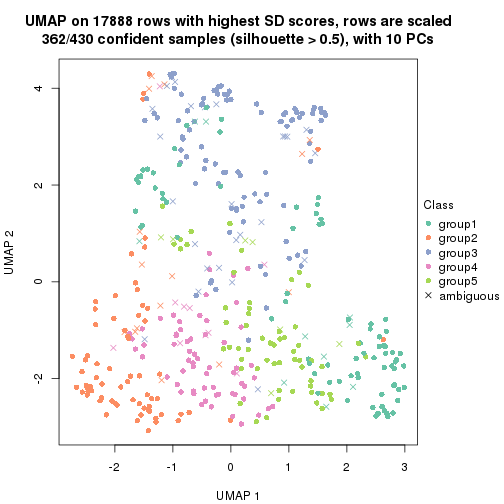 UMAP on 17888 rows with highest SD scores, rows are scaled
362/430 confident samples (silhouette > 0.5), with 10 PCs
4
2
0
-2
UMAP 2
-2
-1
0
1
2
3
UMAP 1
Class
group1
group2
group3
group4
group5
ambiguous